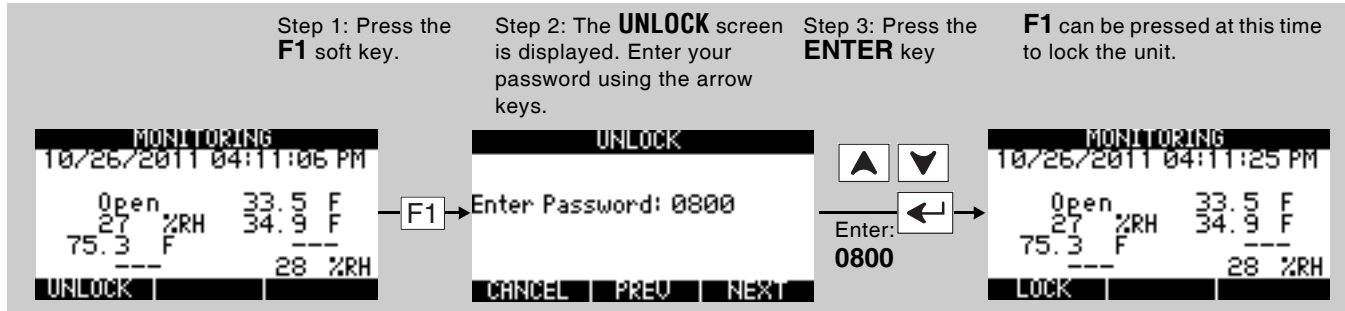 Step 1: Press the
F1 soft key.
Step 2: The UNLOCK screen
is displayed. Enter your
password using the arrow
keys.
Step 3: Press the
ENTER key
F1 can be pressed at this time
to lock the unit.
MONITORING
10/26/2011 04:11:06 PM
Open 33.5 F
27 %RH 34.9 F
75.3 F ---
--- 28 %RH
UNLOCK
F1
UNLOCK
Enter Password: 0800
CANCEL | PREV | NEXT
Enter:
0800
MONITORING
10/26/2011 04:11:25 PM
Open 33.5 F
27 %RH 34.9 F
75.3 F ---
--- 28 %RH
LOCK